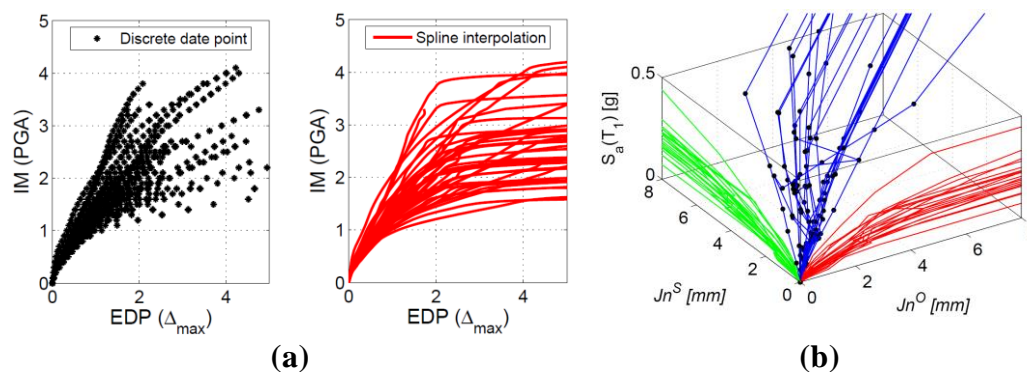 5
4
3
2
1
0
IM (PGA)
Discrete date point
0
2
4
EDP (Δmax)
5
4
3
2
1
0
IM (PGA)
Spline interpolation
0
2
4
EDP (Δmax)
(a)
0.5
0
Sa(T1) [g]
8
6
4
2
0
JnS [mm]
0
2
4
6
JnO [mm]
(b)